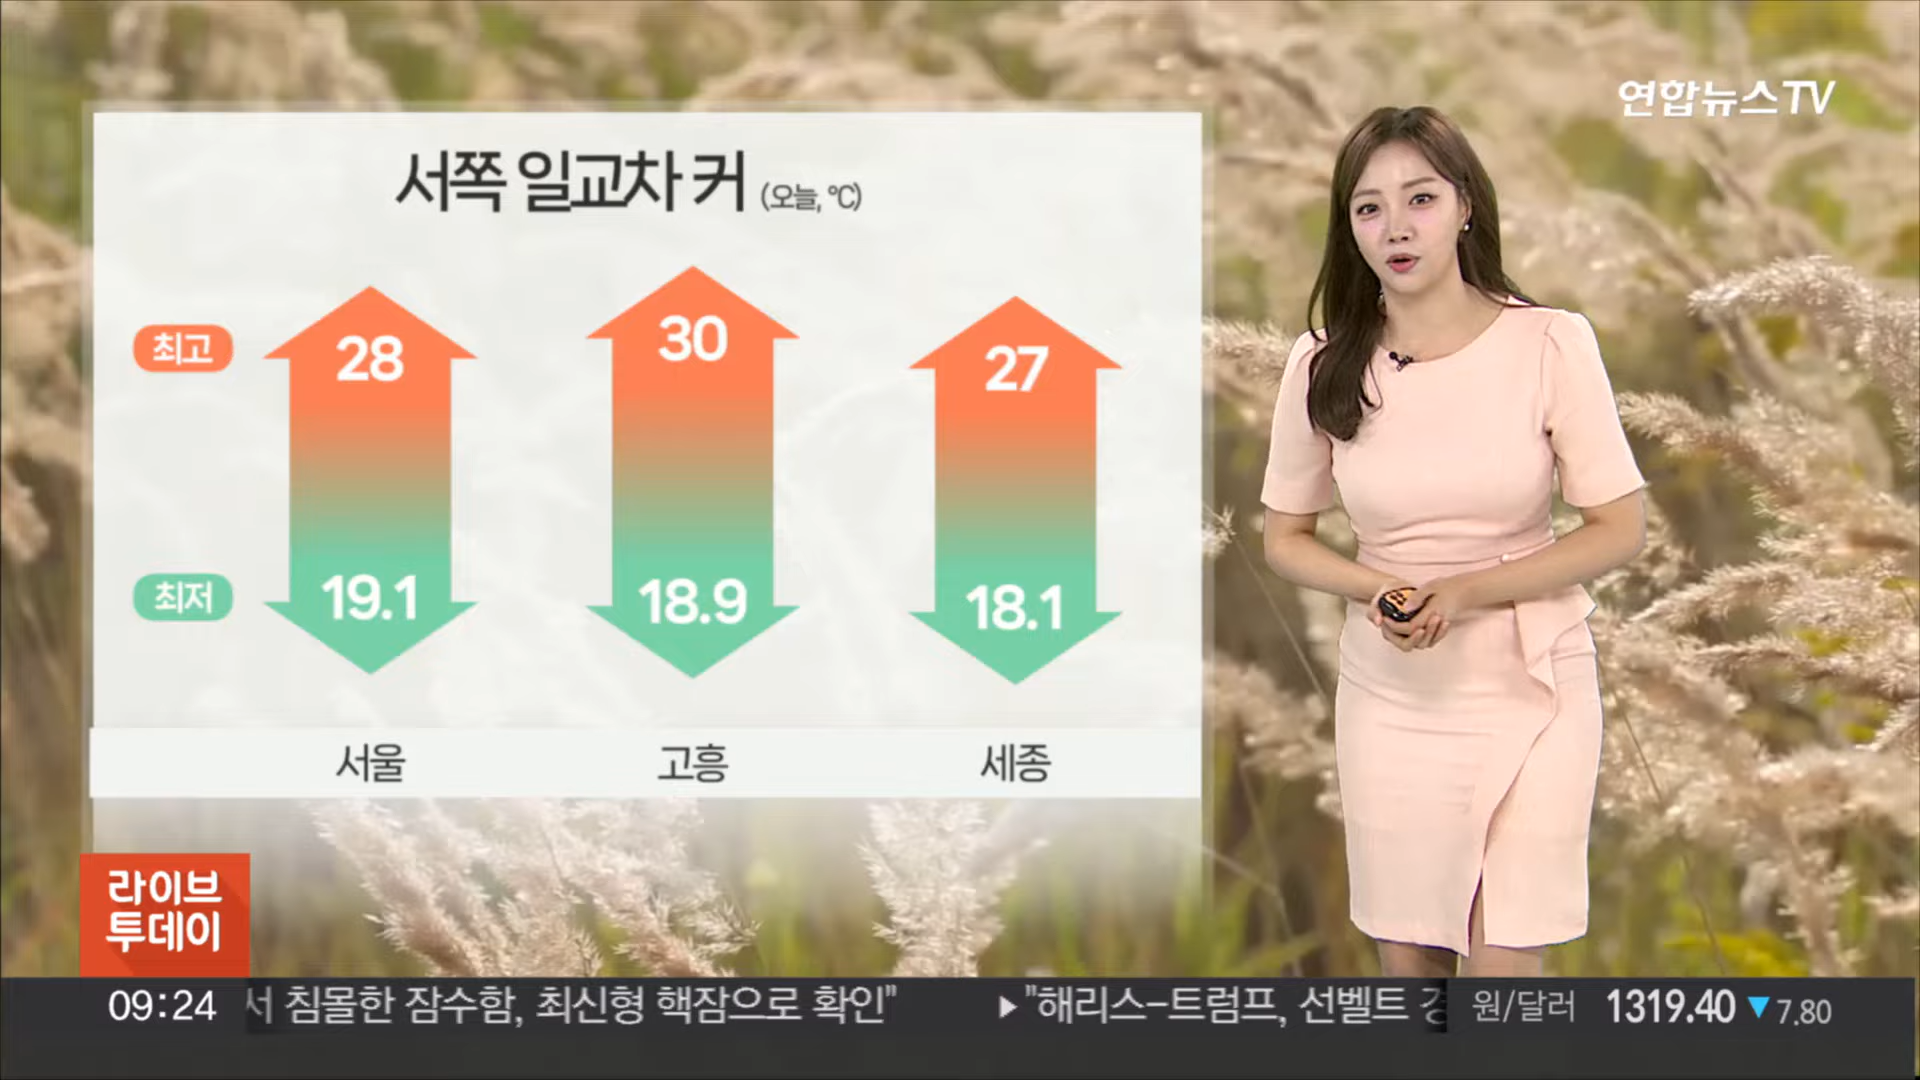 연합뉴스TV
서쪽 일교차 커 (오늘, ℃)
최고
28
30
27
최저
19.1
18.9
18.1
서울
고흥
세종
라이브
투데이
09:24
침몰한 잠수함, 최신형 핵잠으로 확인"
▶"해리스-트럼프, 선벨트
원/달러 1319.40 ▼7.80